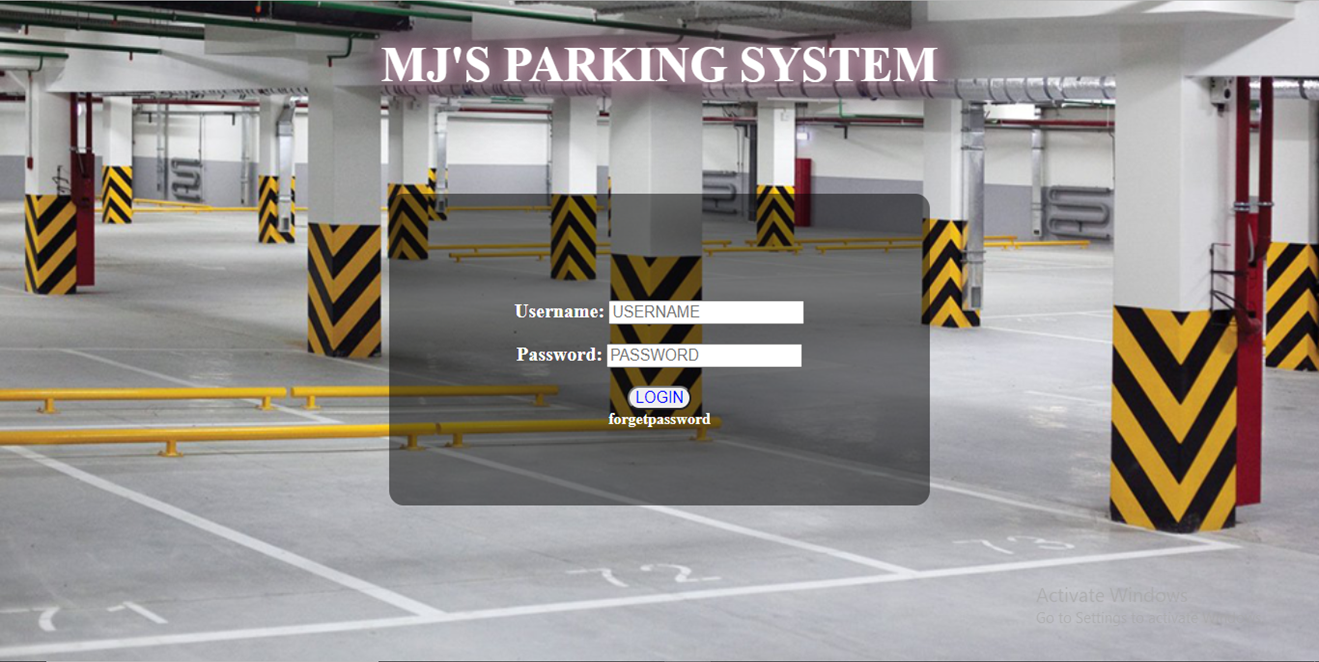 MJ'S PARKING SYSTEM
Username: USERNAME
Password: PASSWORD
LOGIN
forgetpassword
71
72
73
Activate Windows
Go to Settings to activate